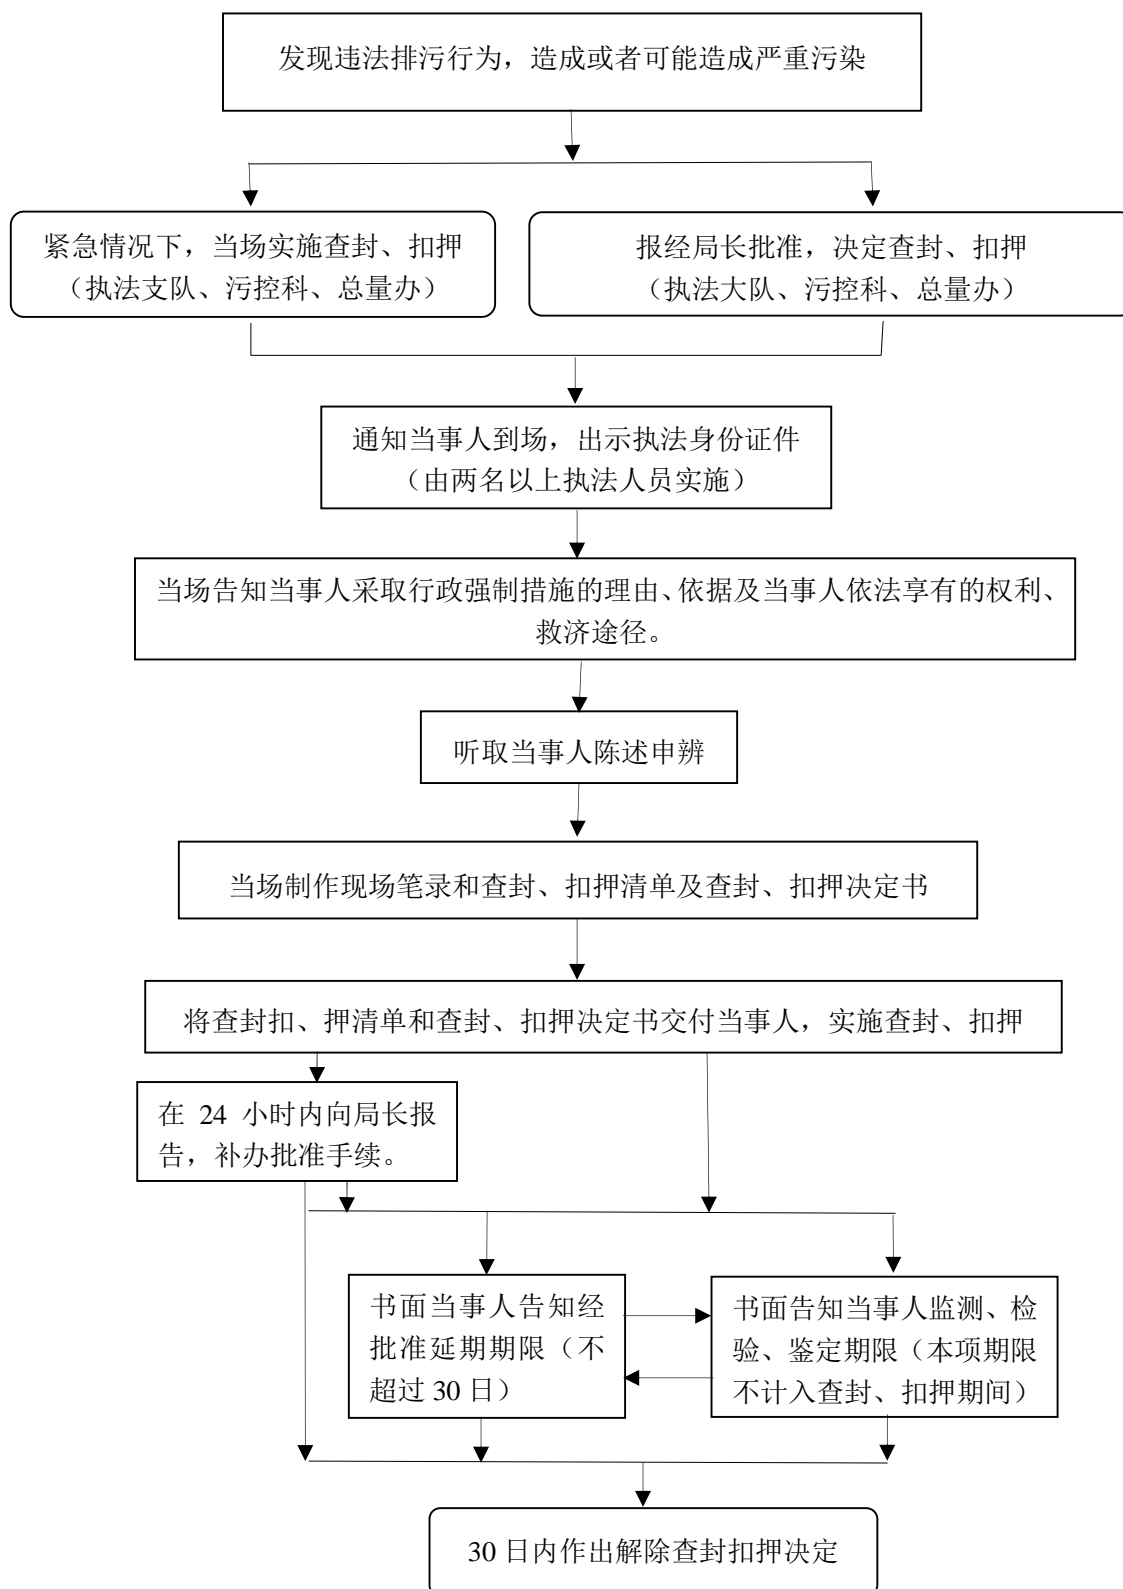 发现违法排污行为，造成或者可能造成严重污染
紧急情况下，当场实施查封、扣押
（执法支队、污控科、总量办）
报经局长批准，决定查封、扣押
（执法大队、污控科、总量办）
通知当事人到场，出示执法身份证件
（由两名以上执法人员实施）
当场告知当事人采取行政强制措施的理由、依据及当事人依法享有的权利、
救济途径。
听取当事人陈述申辨
当场制作现场笔录和查封、扣押清单及查封、扣押决定书
将查封扣、押清单和查封、扣押决定书交付当事人，实施查封、扣押
在 24 小时内向局长报
告，补办批准手续。
书面当事人告知经
批准延期期限（不
超过 30 日）
书面告知当事人监测、检
验、鉴定期限（本项期限
不计入查封、扣押期间）
30 日内作出解除查封扣押决定